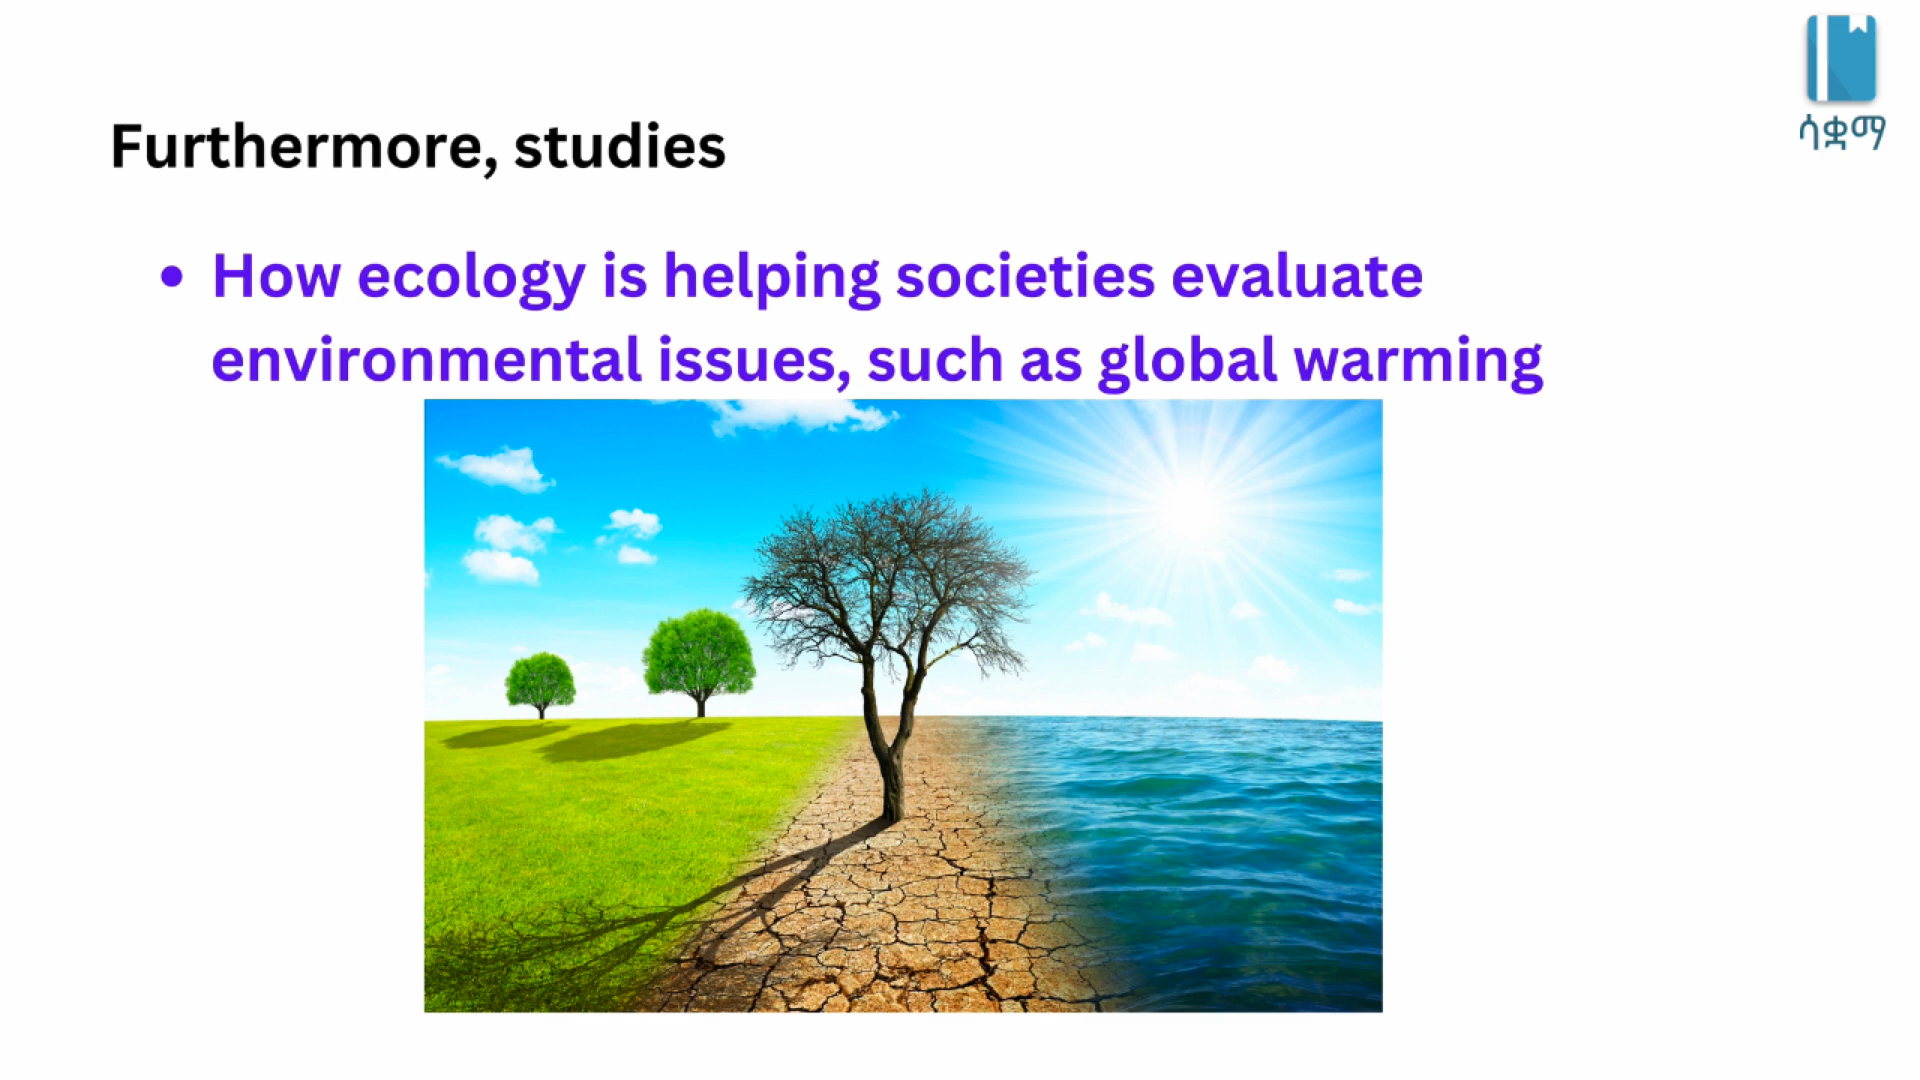 ሳቋማ
Furthermore, studies
• How ecology is helping societies evaluate
environmental issues, such as global warming